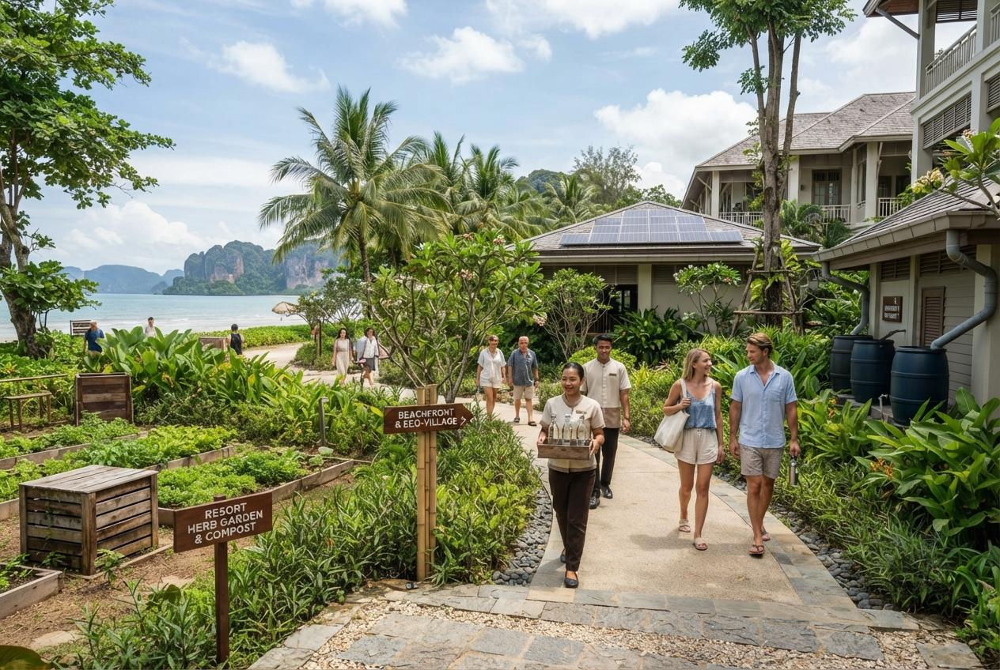 BEACHFRONT
& EEO-VILLAGE
RESORT
HERB GARDEN
& COMPOST